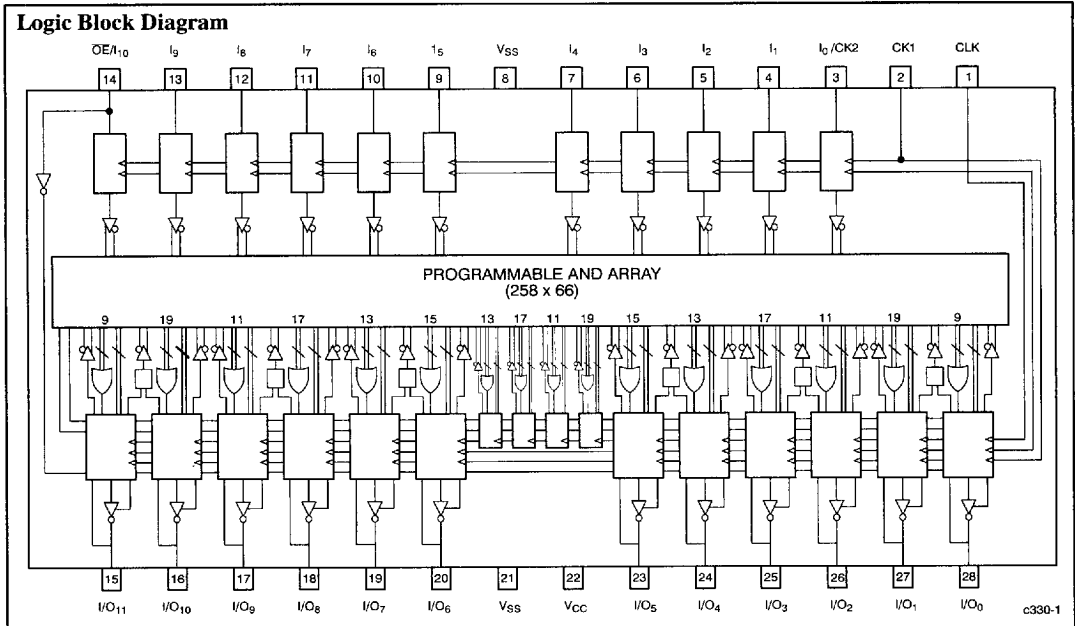 Logic Block Diagram
OE/I10 I9 I8 I7 I6 I5 VSS I4 I3 I2 I1 I0/CK2 CK1 CLK
14 13 12 11 10 9 8 7 6 5 4 3 2 1
PROGRAMMABLE AND ARRAY
(258 x 66)
9 19 11 17 13 15 13 17 11 19 15 13 17 11 19 9
15 16 17 18 19 20 21 22 23 24 25 26 27 28
I/O11 I/O10 I/O9 I/O8 I/O7 I/O6 VSS VCC I/O5 I/O4 I/O3 I/O2 I/O1 I/O0
c330-1